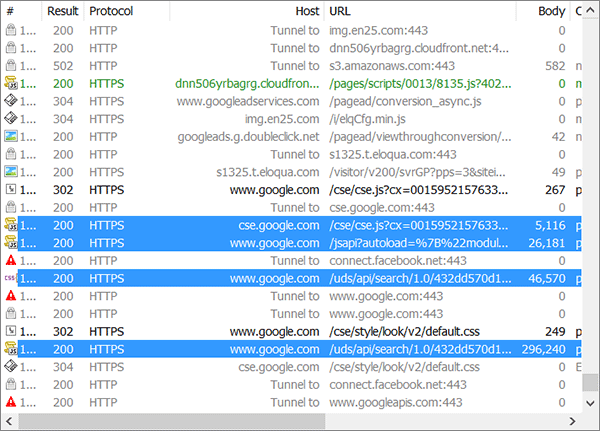 # Result Protocol Host URL Body C
1... 200 HTTP Tunnel to img.en25.com:443 0
1... 200 HTTP Tunnel to dnn506yrbagrg.cloudfront.net:4... 0
1... 502 HTTP Tunnel to s3.amazonaws.com:443 582 n
1... 200 HTTPS dnn506yrbagrg.cloudfron... /pages/scripts/0013/8135.js?402... 0 m
1... 304 HTTPS www.googleadservices.com /pagead/conversion_async.js 0
1... 304 HTTPS img.en25.com /i/elqCfg.min.js 0
1... 200 HTTPS googleads.g.doubleclick.net /pagead/viewthroughconversion/... 42 n
1... 200 HTTP Tunnel to s1325.t.eloqua.com:443 0
1... 200 HTTPS s1325.t.eloqua.com /visitor/v200/svrGP?pps=3&sitei... 49 p
1... 302 HTTPS www.google.com /cse/cse.js?cx=0015952157633... 267 p
1... 200 HTTP Tunnel to cse.google.com:443 0
1... 200 HTTPS cse.google.com /cse/cse.js?cx=0015952157633... 5,116 p
1... 200 HTTPS www.google.com /jsapi?autoload=%7B%22modul... 26,181 p
1... 200 HTTP Tunnel to connect.facebook.net:443 0
1... 200 HTTPS www.google.com /uds/api/search/1.0/432dd570d1... 46,570 p
1... 200 HTTP Tunnel to www.google.com:443 0
1... 200 HTTP Tunnel to www.google.com:443 0
1... 302 HTTPS www.google.com /cse/style/look/v2/default.css 249 p
1... 200 HTTPS www.google.com /uds/api/search/1.0/432dd570d1... 296,240 p
1... 304 HTTPS cse.google.com /cse/style/look/v2/default.css 0 E
1... 200 HTTP Tunnel to connect.facebook.net:443 0
1... 200 HTTP Tunnel to www.googleapis.com:443 0